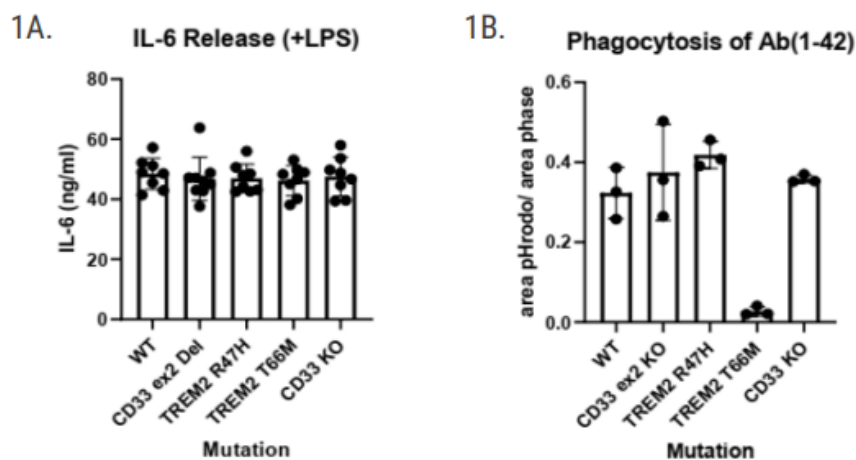 1A.
IL-6 Release (+LPS)
IL-6 (ng/ml)
80
60
40
20
0
WT
CD33 ex2 Del
TREM2 R47H
TREM2 T66M
CD33 KO
Mutation
1B.
Phagocytosis of Ab(1-42)
area pHrodo/ area phase
0.6
0.4
0.2
0.0
WT
CD33 ex2 KO
TREM2 R47H
TREM2 T66M
CD33 KO
Mutation